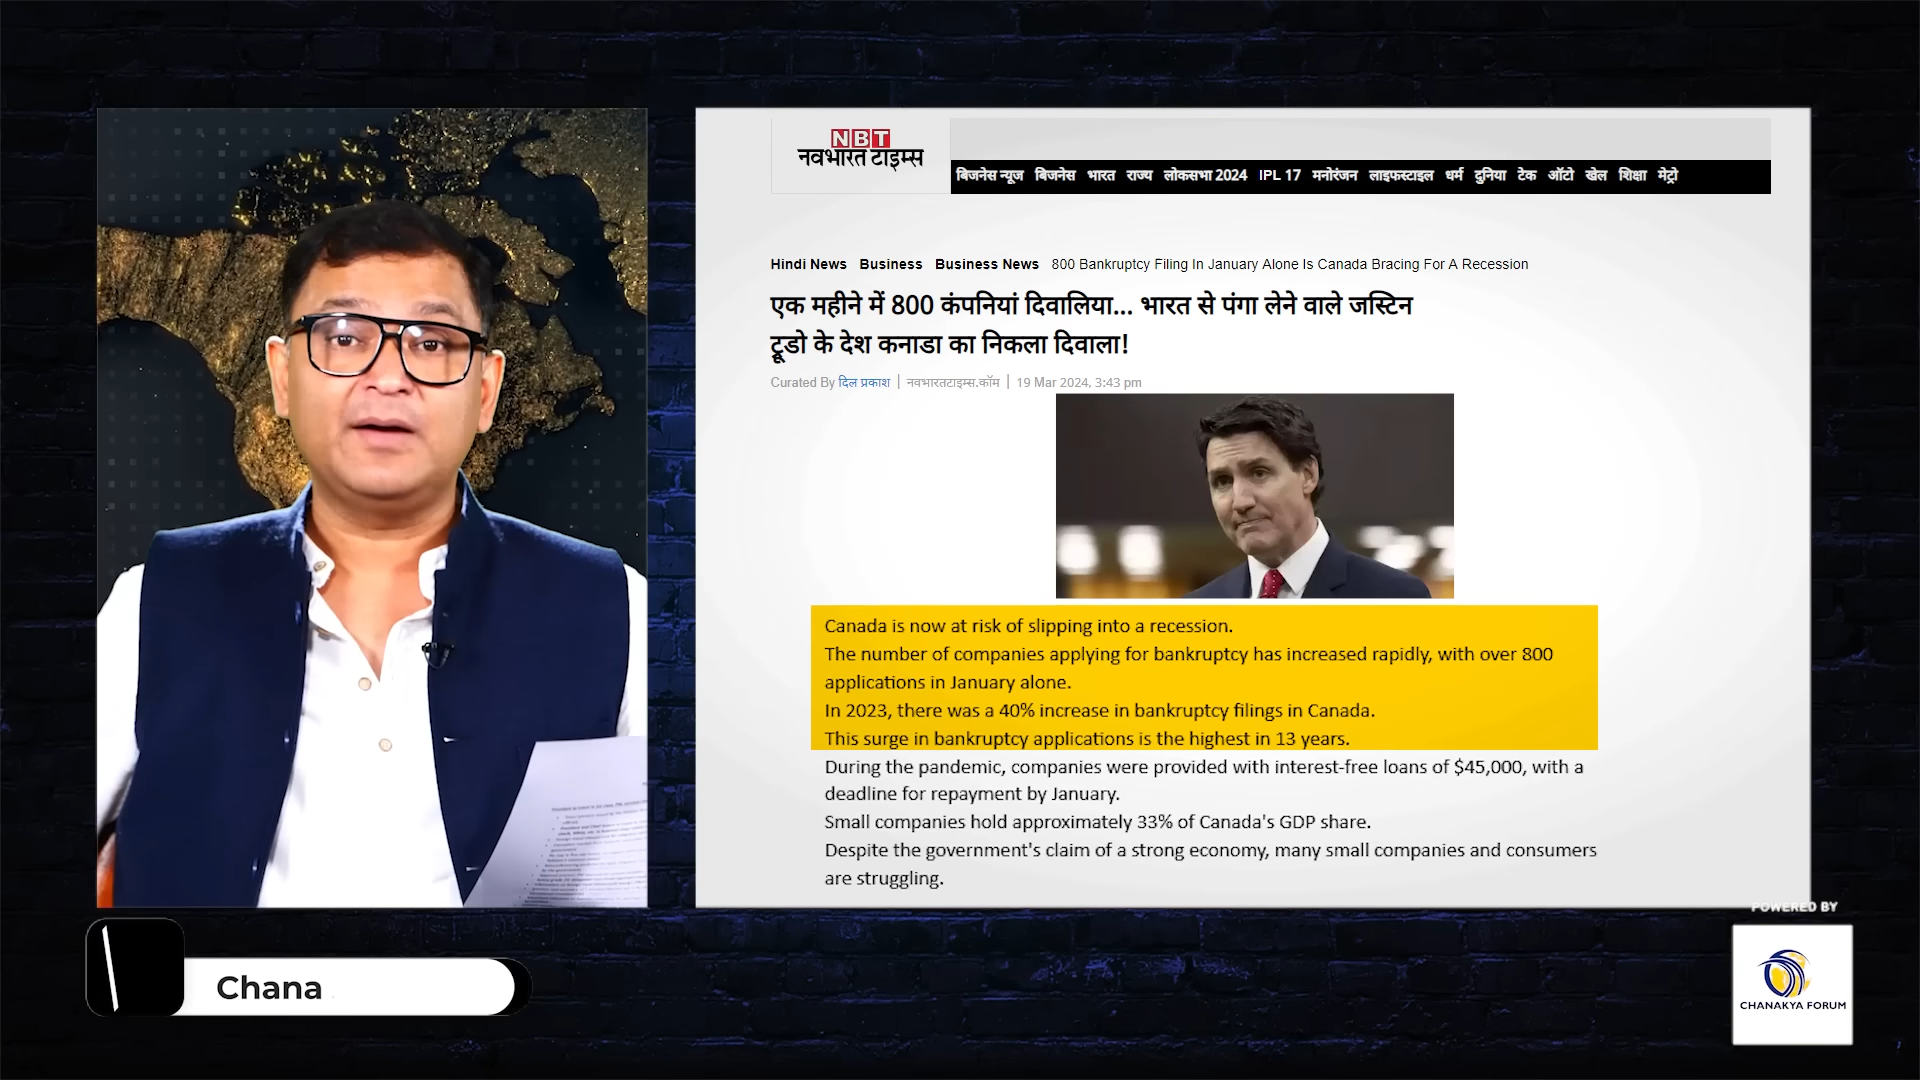 NBT
नवभारत टाइम्स
बिजनेस न्यूज बिजनेस भारत राज्य लोकसभा 2024 IPL 17 मनोरंजन लाइफस्टाइल धर्म दुनिया टेक ऑटो खेल शिक्षा मेट्रो
Hindi News Business Business News 800 Bankruptcy Filing In January Alone Is Canada Bracing For A Recession
एक महीने में 800 कंपनियां दिवालिया... भारत से पंगा लेने वाले जस्टिन
ट्रूडो के देश कनाडा का निकला दिवाला!
Curated By दिल प्रकाश | नवभारतटाइम्स.कॉम | 19 Mar 2024, 3:43 pm
Canada is now at risk of slipping into a recession.
The number of companies applying for bankruptcy has increased rapidly, with over 800
applications in January alone.
In 2023, there was a 40% increase in bankruptcy filings in Canada.
This surge in bankruptcy applications is the highest in 13 years.
During the pandemic, companies were provided with interest-free loans of $45,000, with a
deadline for repayment by January.
Small companies hold approximately 33% of Canada's GDP share.
Despite the government's claim of a strong economy, many small companies and consumers
are struggling.
Chana
POWERED BY
CHANAKYA FORUM